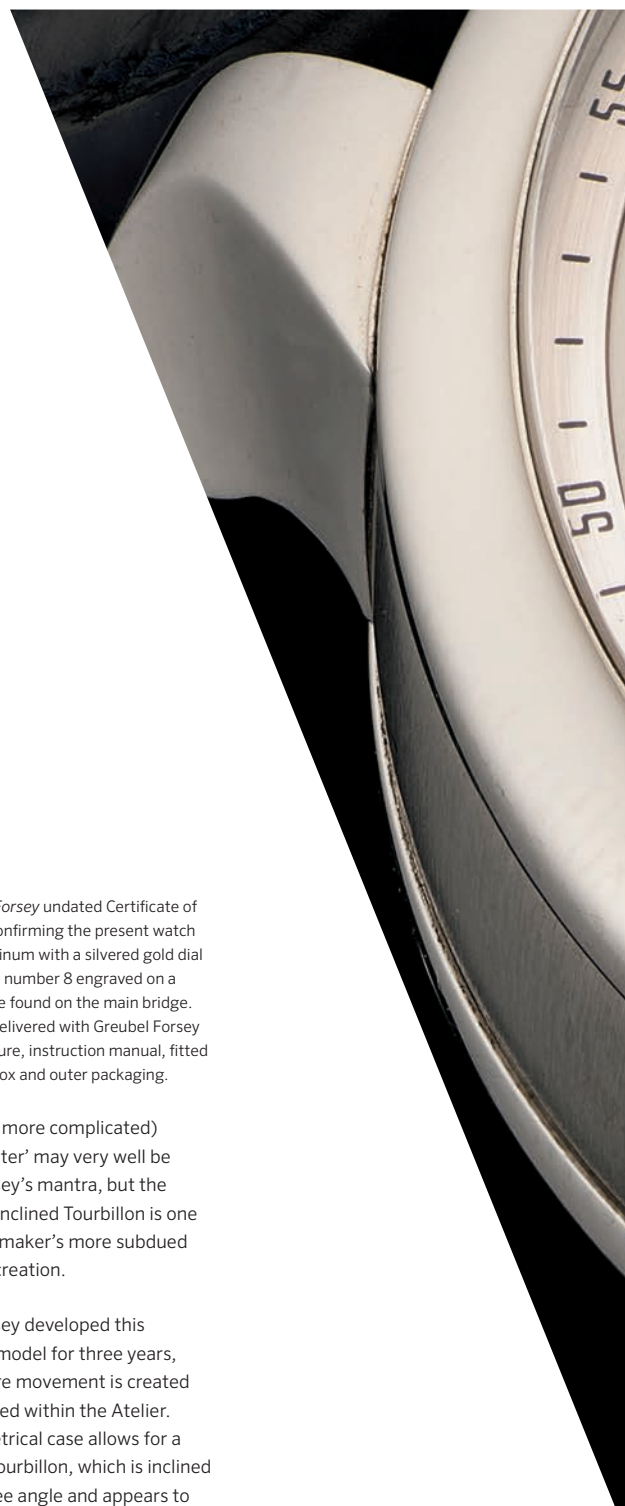 Forsey undated Certificate of
onfirming the present watch
inum with a silvered gold dial
number 8 engraved on a
e found on the main bridge.
elivered with Greubel Forsey
ure, instruction manual, fitted
ox and outer packaging.
more complicated)
ter’ may very well be
ey’s mantra, but the
nclined Tourbillon is one
maker’s more subdued
creation.
ey developed this
model for three years,
re movement is created
ed within the Atelier.
etrical case allows for a
ourbillon, which is inclined
ee angle and appears to
55
50